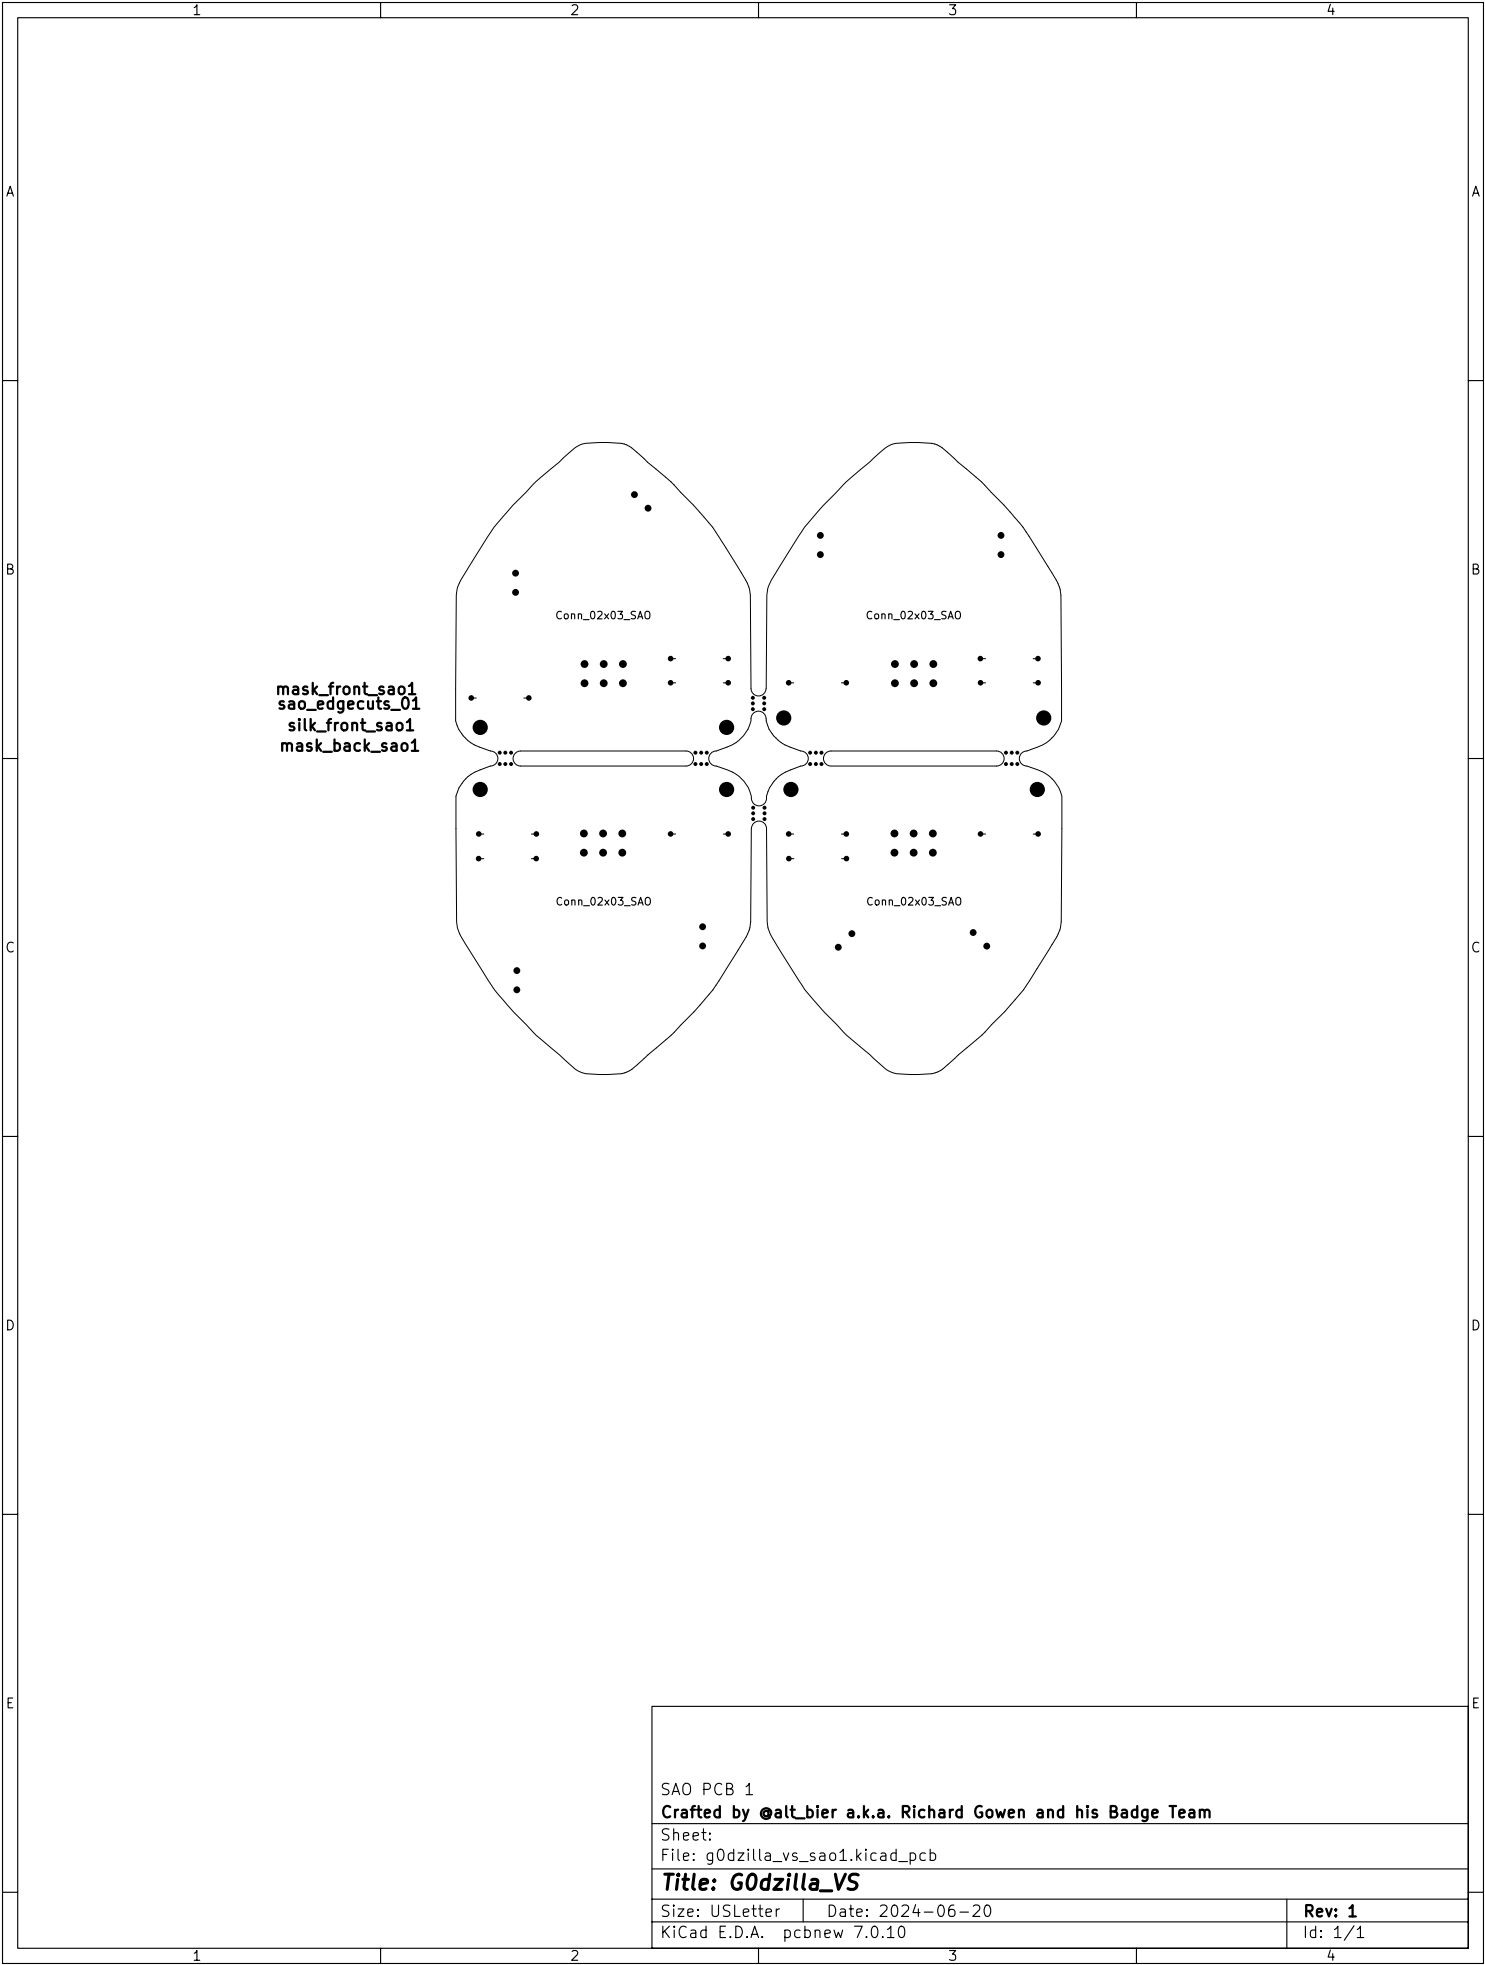 1 2 3 4
A A
B B
Conn_02x03_SAO Conn_02x03_SAO
mask_front_sao1
sao_edgecuts_01
silk_front_sao1
mask_back_sao1
Conn_02x03_SAO Conn_02x03_SAO
C C
D D
E E
SAO PCB 1
Crafted by @alt_bier a.k.a. Richard Gowen and his Badge Team
Sheet:
File: g0dzilla_vs_sao1.kicad_pcb
Title: G0dzilla_VS
Size: USLetter Date: 2024-06-20 Rev: 1
KiCad E.D.A. pcbnew 7.0.10 Id: 1/1
1 2 3 4